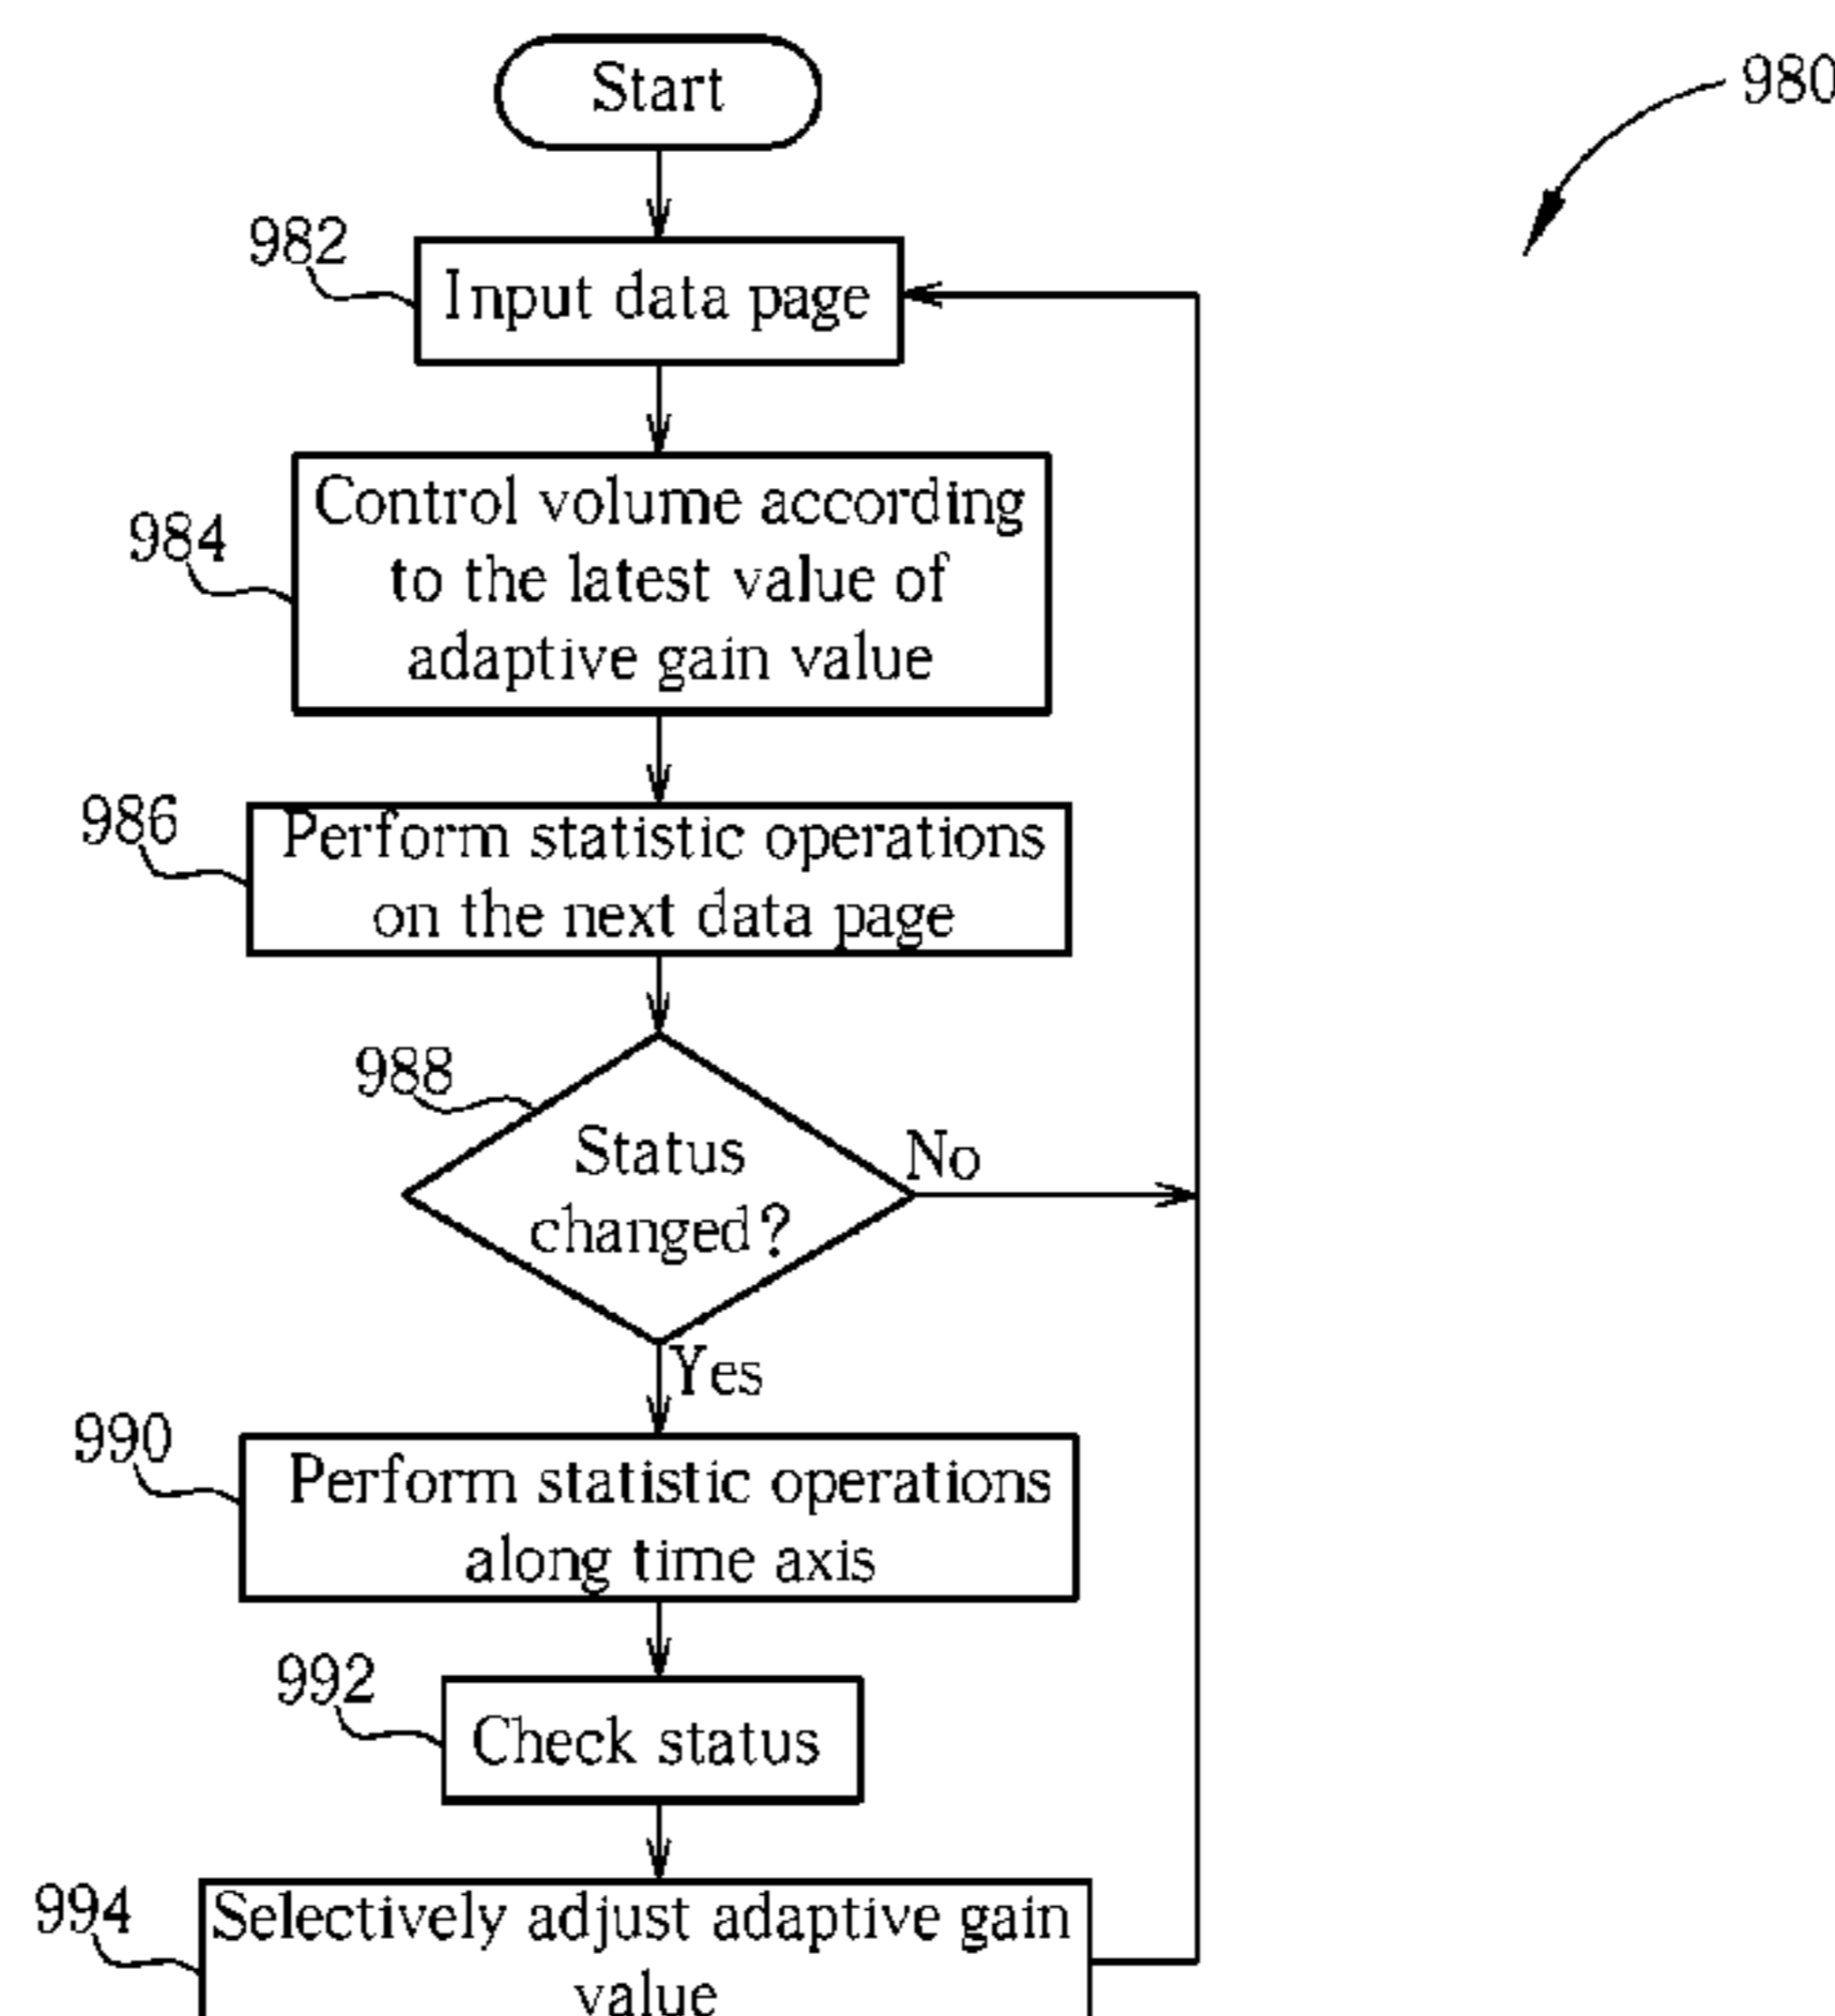 Start
980
982
Input data page
984
Control volume according
to the latest value of
adaptive gain value
986
Perform statistic operations
on the next data page
988
Status
changed?
No
Yes
990
Perform statistic operations
along time axis
992
Check status
994
Selectively adjust adaptive gain
value